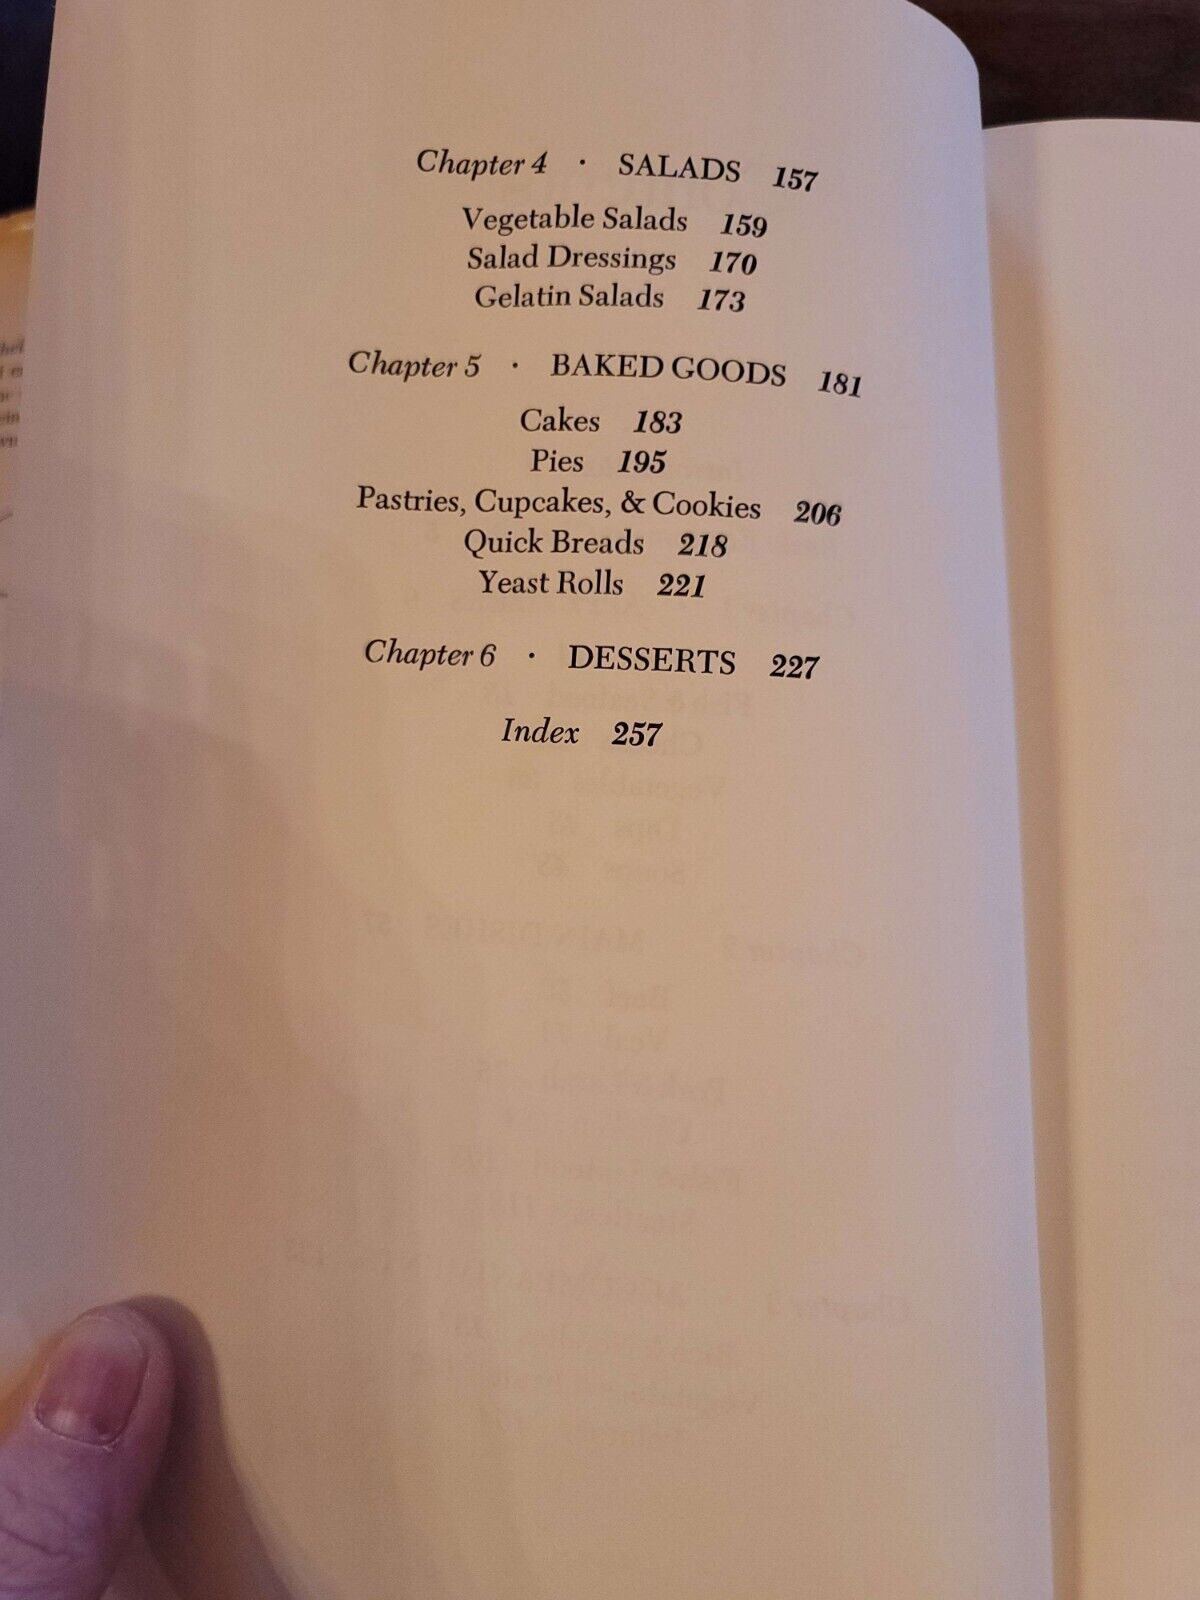 Chapter 4 · SALADS 157
Vegetable Salads 159
Salad Dressings 170
Gelatin Salads 173
Chapter 5 · BAKED GOODS 181
Cakes 183
Pies 195
Pastries, Cupcakes, & Cookies 206
Quick Breads 218
Yeast Rolls 221
Chapter 6 · DESSERTS 227
Index 257